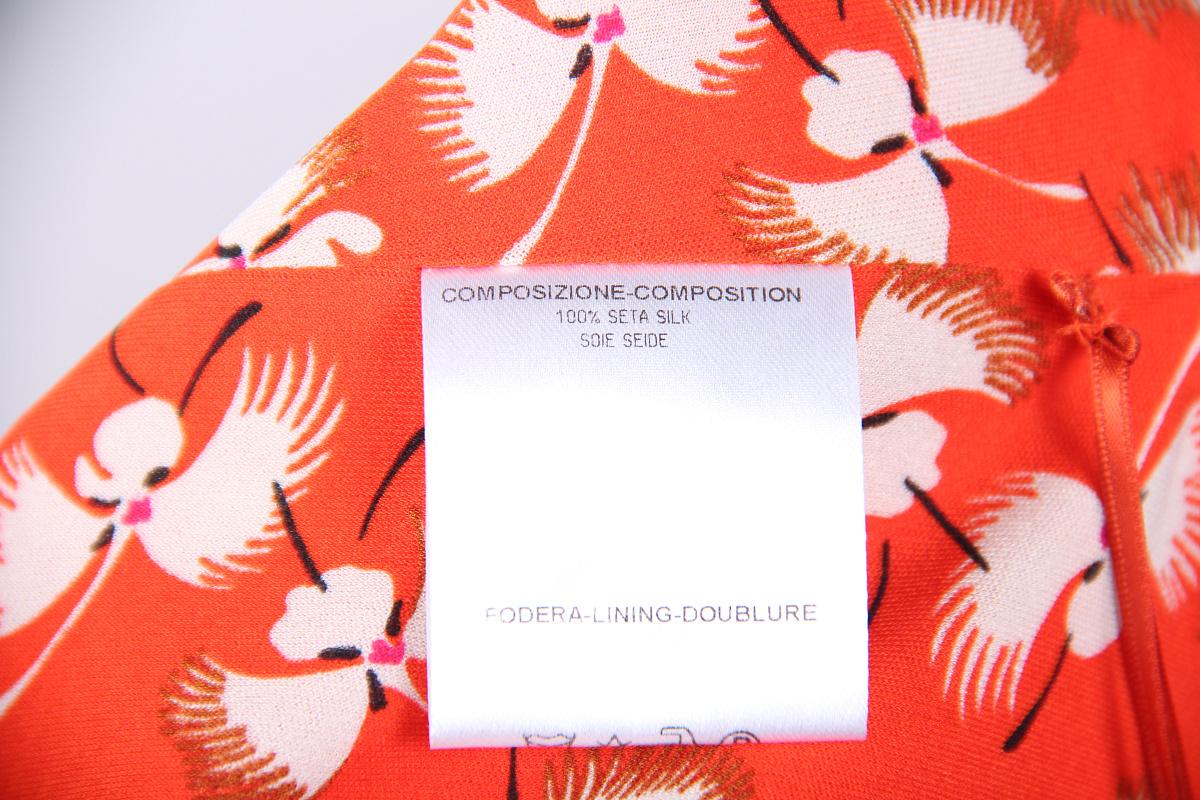 COMPOSIZIONE-COMPOSITION
100% SETA SILK
SOIE SEIDE
FODERA-LINING-DOUBLURE